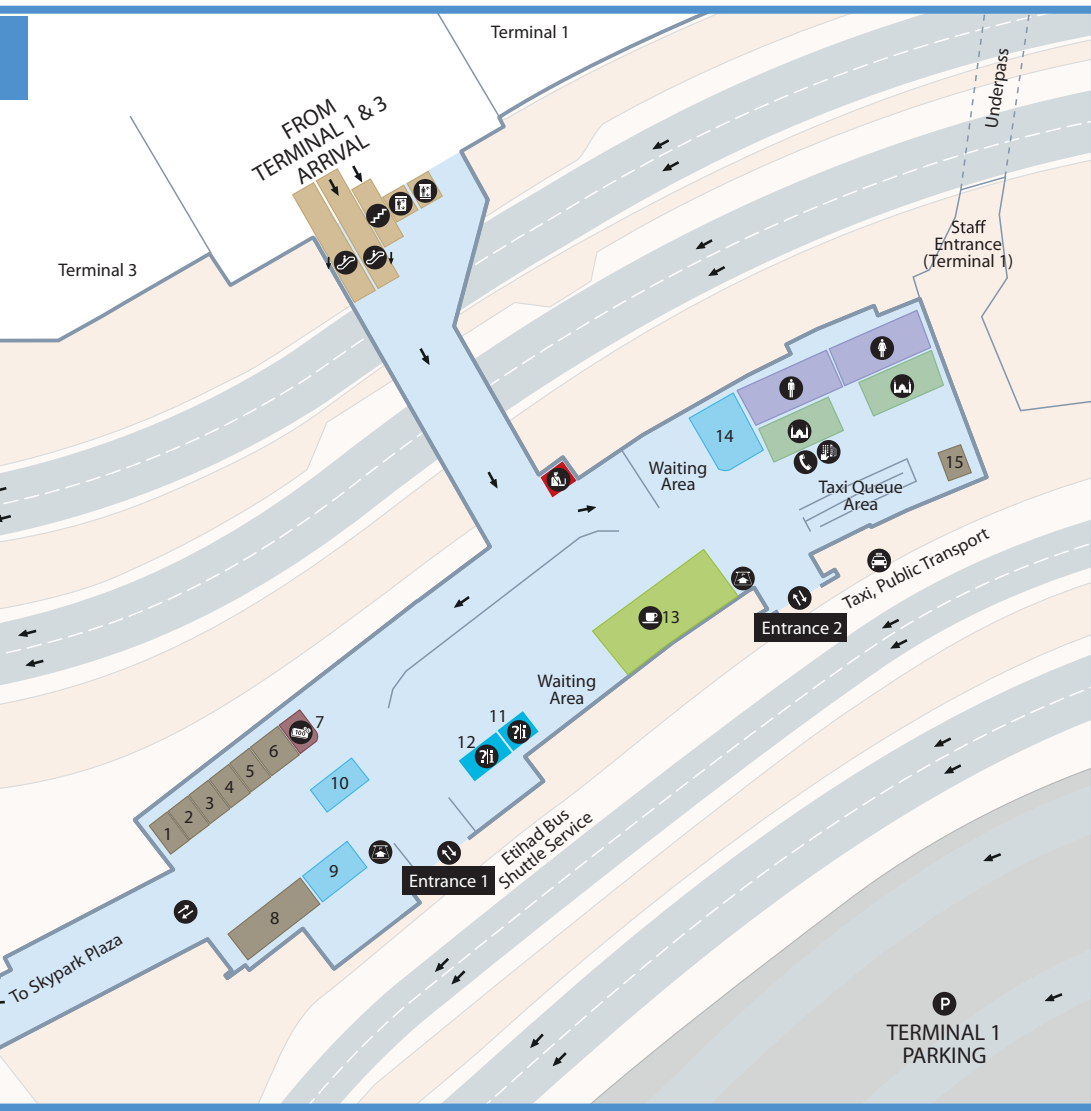 Terminal 1
Underpass
FROM
TERMINAL 1 & 3
ARRIVAL
Terminal 3
Staff
Entrance
(Terminal 1)
14
15
Waiting
Area
Taxi Queue
Area
Taxi, Public Transport
13
Entrance 2
Waiting
Area
11
12
?i
?i
7
100
6
5
4
3
2
1
10
9
8
Entrance 1
Etihad Bus
Shuttle Service
To Skypark Plaza
P
TERMINAL 1
PARKING